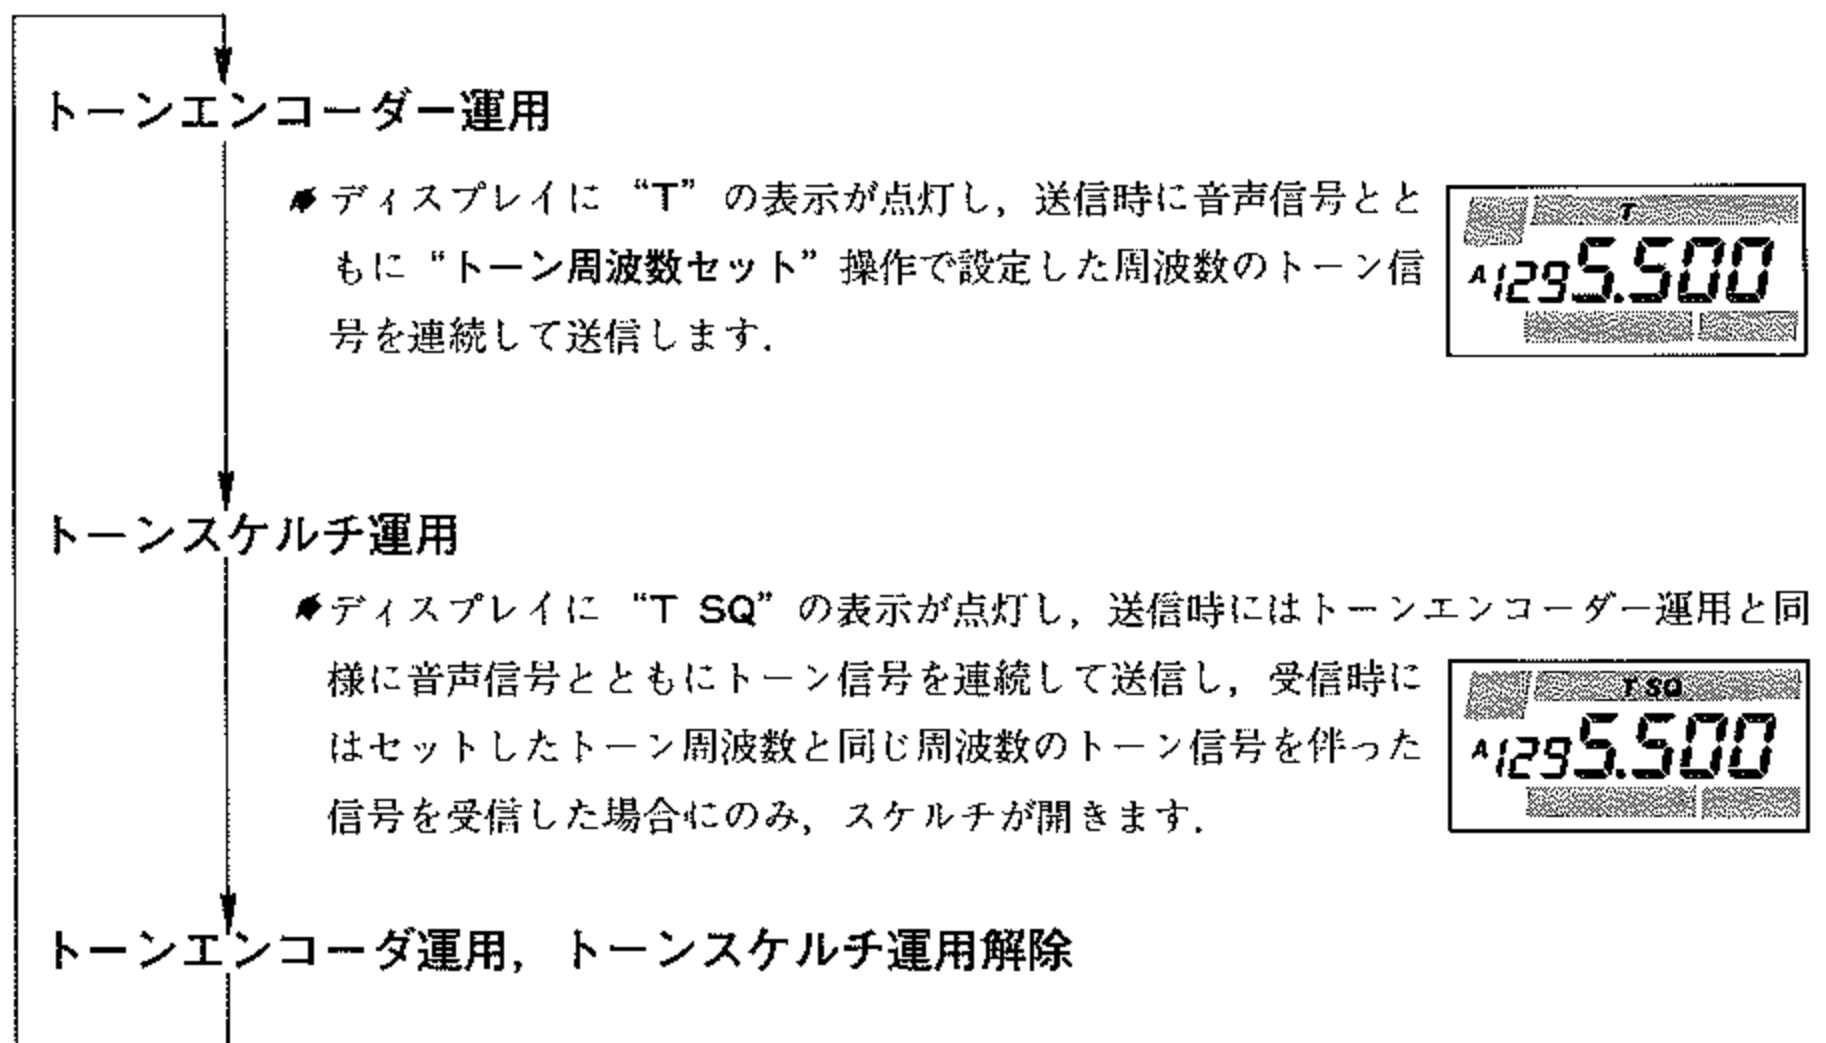 トーンエンコーダー運用
ディスプレイに “T” の表示が点灯し，送信時に音声信号とと
T
もに “トーン周波数セット” 操作で設定した周波数のトーン信
A1295.500
号を連続して送信します．
トーンスケルチ運用
ディスプレイに “T SQ” の表示が点灯し，送信時にはトーンエンコーダー運用と同
様に音声信号とともにトーン信号を連続して送信し，受信時に
T SQ
はセットしたトーン周波数と同じ周波数のトーン信号を伴った
A1295.500
信号を受信した場合にのみ，スケルチが開きます．
トーンエンコーダ運用，トーンスケルチ運用解除